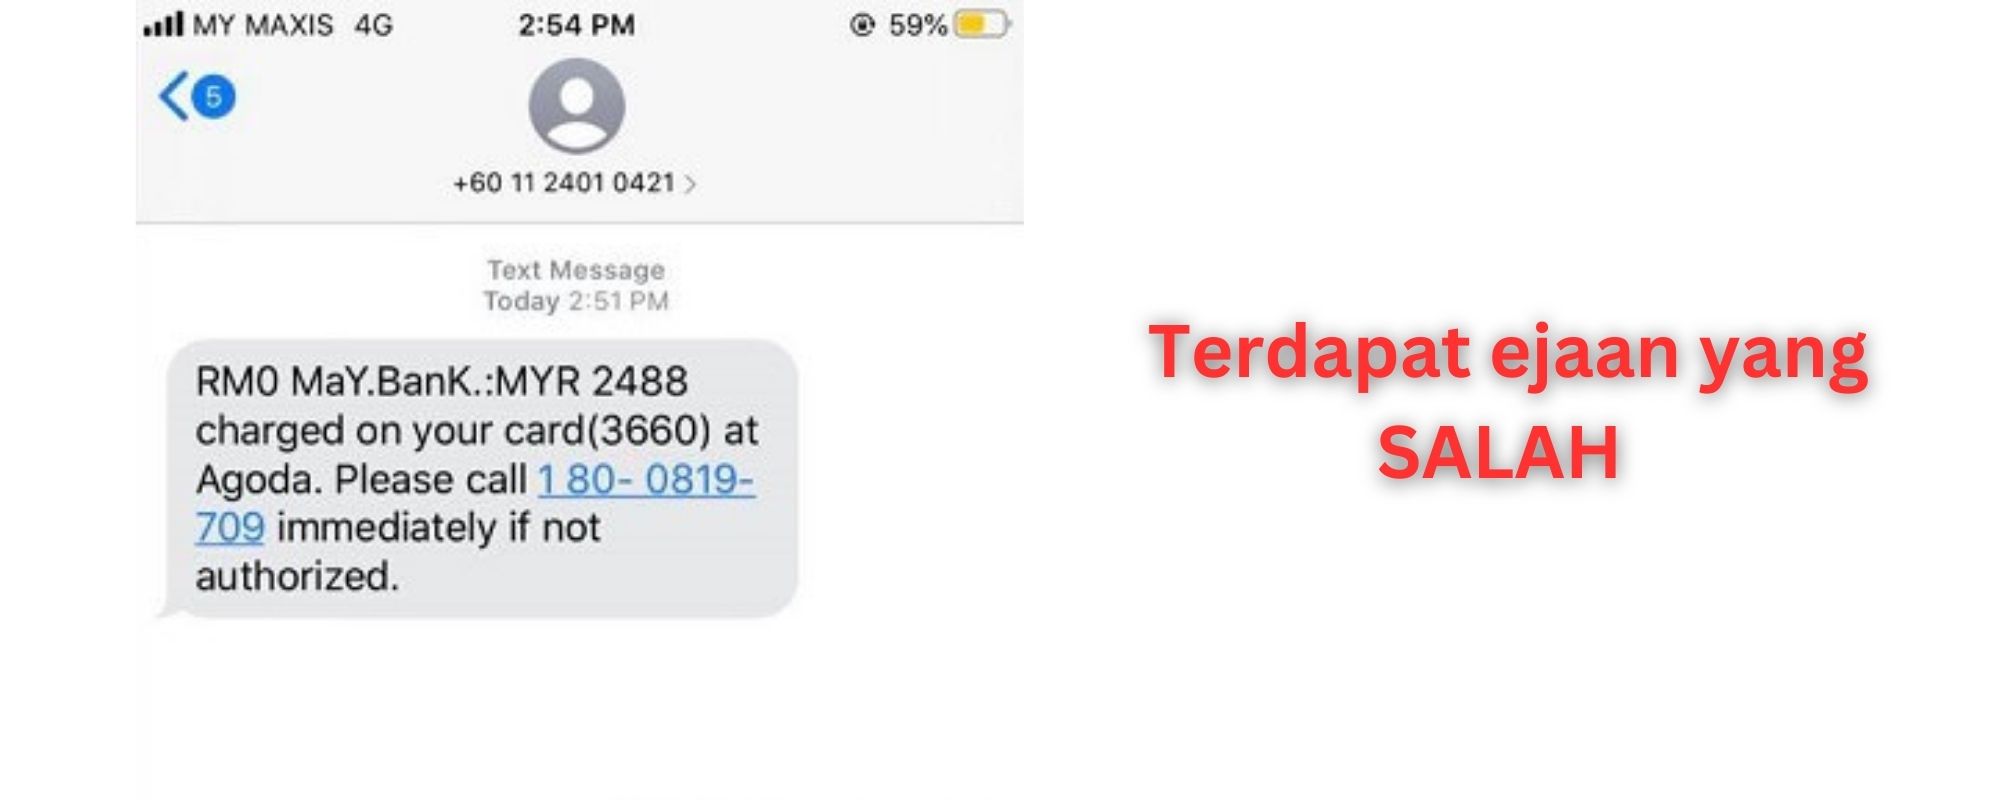 MY MAXIS 4G 2:54 PM 59%
5
+60 11 2401 0421 >
Text Message
Today 2:51 PM
RM0 MaY.BanK.:MYR 2488
charged on your card(3660) at
Agoda. Please call 1 80- 0819-
709 immediately if not
authorized.
Terdapat ejaan yang
SALAH